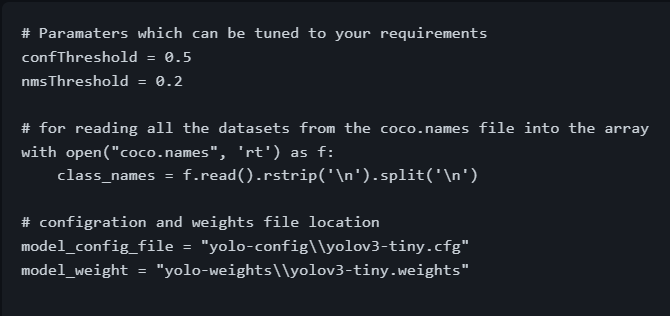 # Paramaters which can be tuned to your requirements
confThreshold = 0.5
nmsThreshold = 0.2
# for reading all the datasets from the coco.names file into the array
with open("coco.names", 'rt') as f:
    class_names = f.read().rstrip('\n').split('\n')
# configration and weights file location
model_config_file = "yolo-config\\yolov3-tiny.cfg"
model_weight = "yolo-weights\\yolov3-tiny.weights"